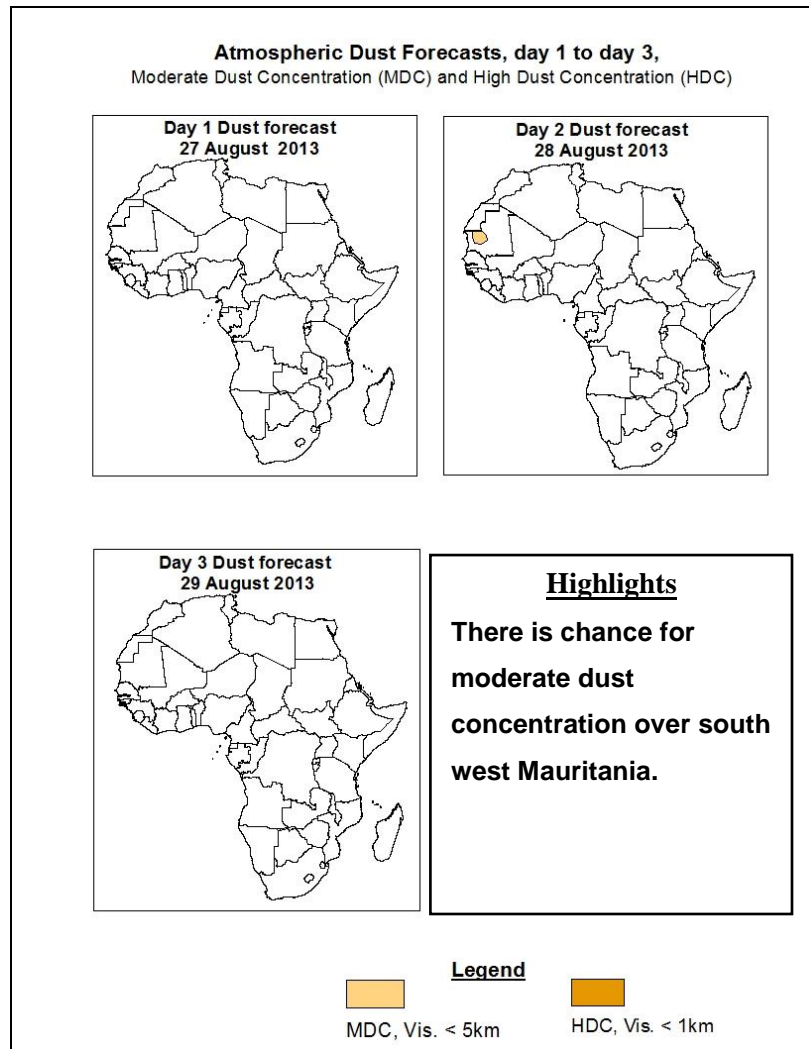 Atmospheric Dust Forecasts, day 1 to day 3,
Moderate Dust Concentration (MDC) and High Dust Concentration (HDC)
Day 1 Dust forecast
27 August 2013
Day 2 Dust forecast
28 August 2013
Day 3 Dust forecast
29 August 2013
Highlights
There is chance for
moderate dust
concentration over south
west Mauritania.
Legend
MDC, Vis. < 5km
HDC, Vis. < 1km